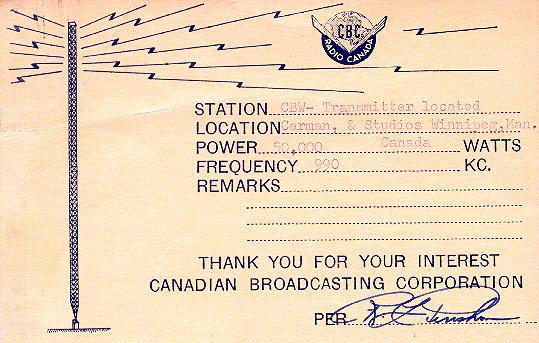 CBC
RADIO CANADA
STATION CBW- Transmitter located
LOCATION Carman, & Studios Winnipeg, Man.
Canada
POWER 50,000 WATTS
FREQUENCY 990 KC.
REMARKS
THANK YOU FOR YOUR INTEREST
CANADIAN BROADCASTING CORPORATION
PER